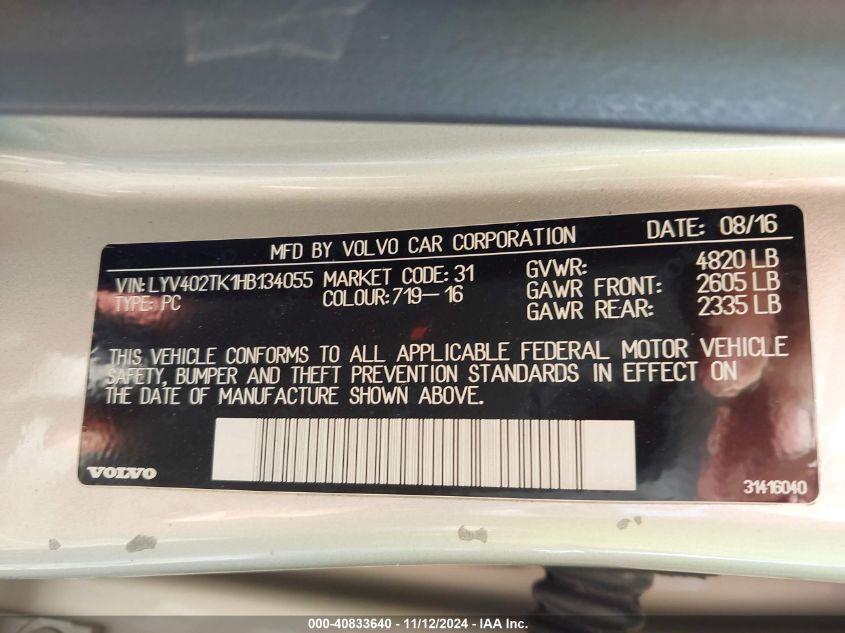 MFD BY VOLVO CAR CORPORATION DATE: 08/16
VIN: LYV402TK1HB134055 MARKET CODE: 31 GVWR: 4820 LB
TYPE: PC COLOUR: 719-16 GAWR FRONT: 2605 LB
GAWR REAR: 2335 LB
THIS VEHICLE CONFORMS TO ALL APPLICABLE FEDERAL MOTOR VEHICLE
SAFETY, BUMPER AND THEFT PREVENTION STANDARDS IN EFFECT ON
THE DATE OF MANUFACTURE SHOWN ABOVE.
VOLVO 31416040
000-40833640 - 11/12/2024 - IAA Inc.